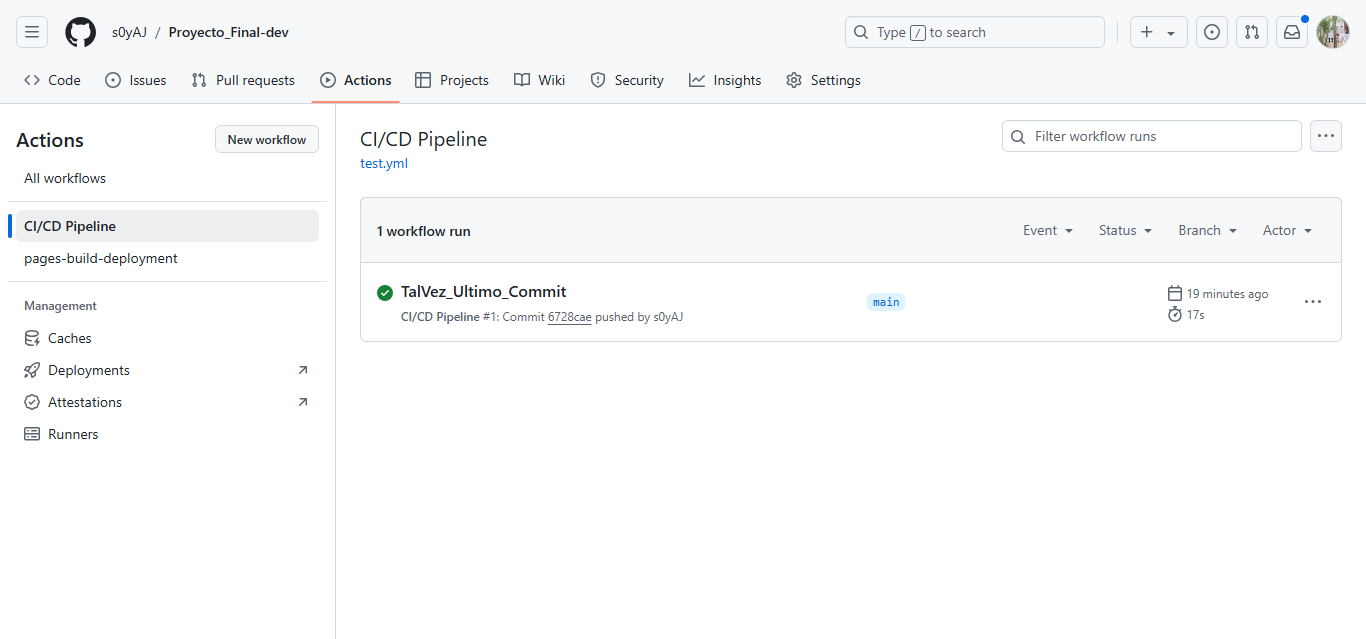 s0yAJ / Proyecto_Final-dev
Type / to search
Code
Issues
Pull requests
Actions
Projects
Wiki
Security
Insights
Settings
Actions
New workflow
All workflows
CI/CD Pipeline
pages-build-deployment
Management
Caches
Deployments
Attestations
Runners
CI/CD Pipeline
test.yml
Filter workflow runs
1 workflow run
Event
Status
Branch
Actor
TalVez_Ultimo_Commit
CI/CD Pipeline #1: Commit 6728cae pushed by s0yAJ
main
19 minutes ago
17s